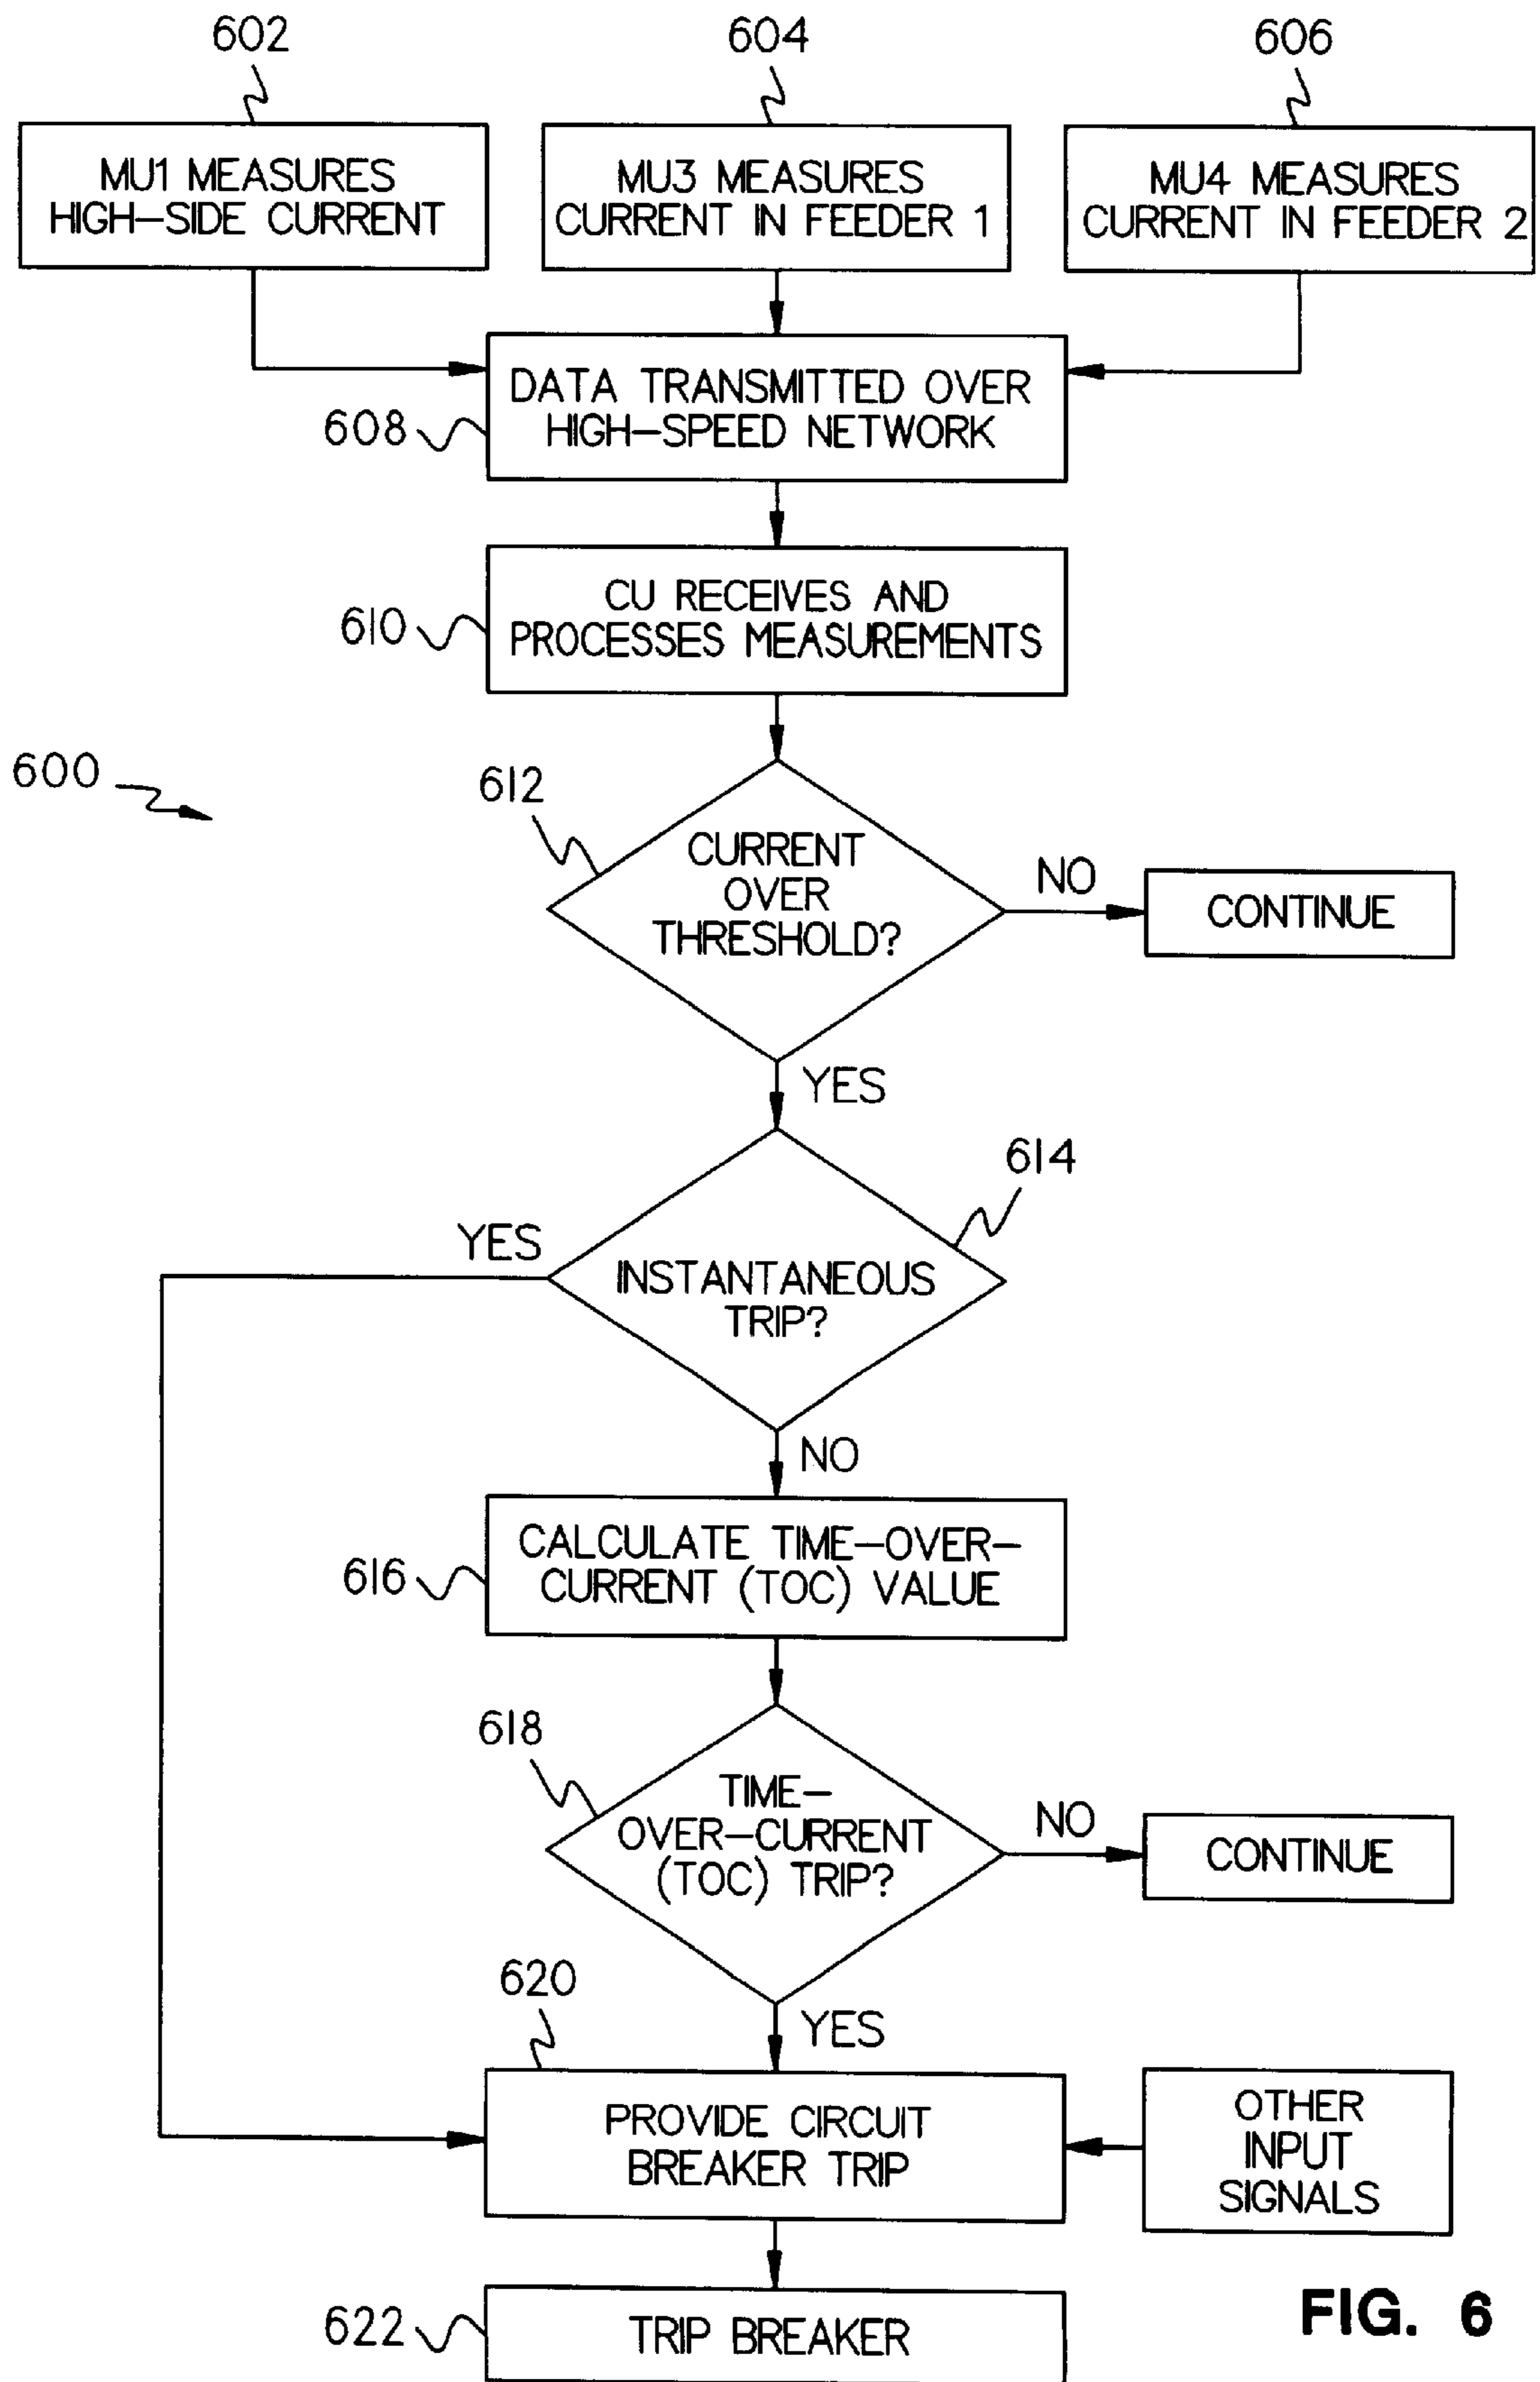 602
604
606
MU1 MEASURES
HIGH-SIDE CURRENT
MU3 MEASURES
CURRENT IN FEEDER 1
MU4 MEASURES
CURRENT IN FEEDER 2
608
DATA TRANSMITTED OVER
HIGH-SPEED NETWORK
610
CU RECEIVES AND
PROCESSES MEASUREMENTS
600
612
CURRENT
OVER
THRESHOLD?
NO
CONTINUE
YES
614
YES
INSTANTANEOUS
TRIP?
NO
616
CALCULATE TIME-OVER-
CURRENT (TOC) VALUE
618
TIME-
OVER-CURRENT
(TOC) TRIP?
NO
CONTINUE
YES
620
PROVIDE CIRCUIT
BREAKER TRIP
OTHER
INPUT
SIGNALS
622
TRIP BREAKER
FIG. 6